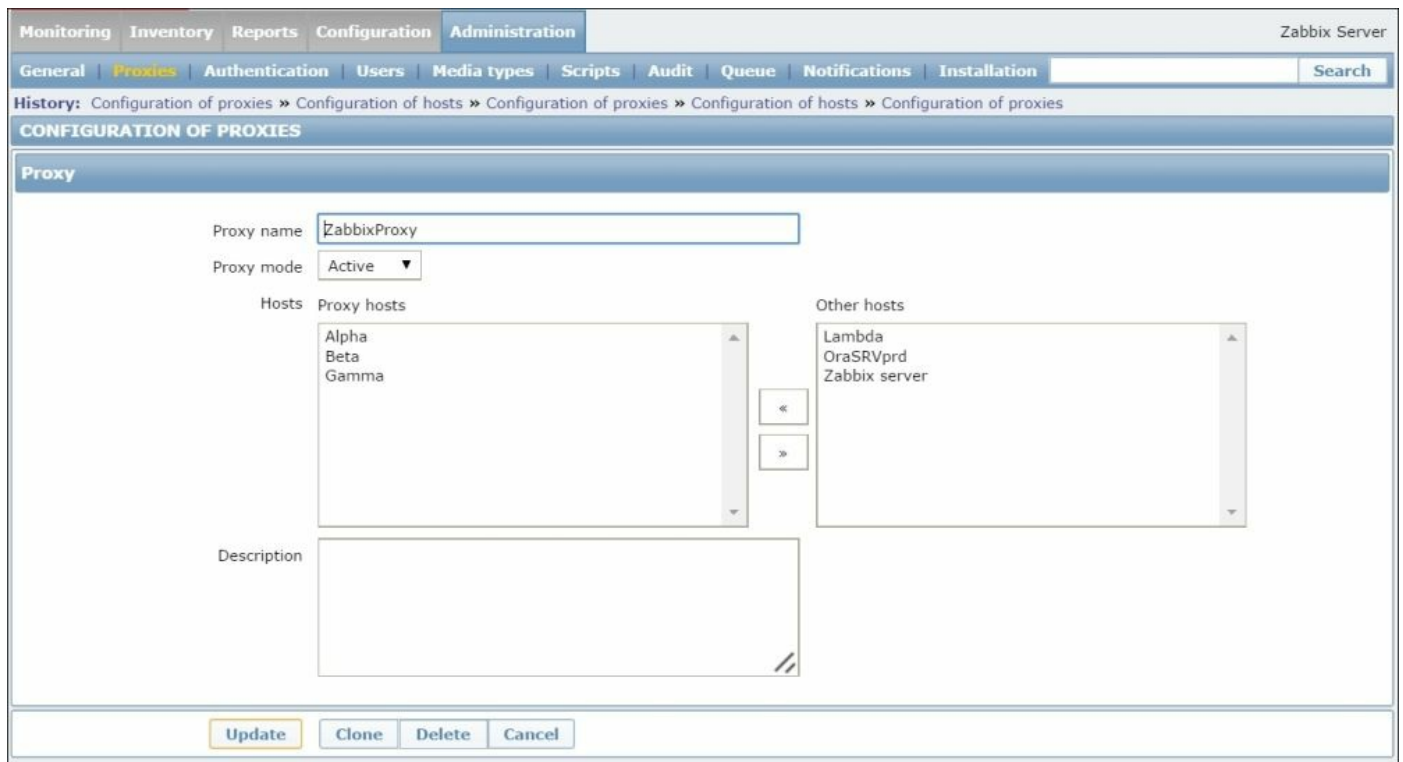 Monitoring Inventory Reports Configuration Administration Zabbix Server
General | Proxies | Authentication | Users | Media types | Scripts | Audit | Queue | Notifications | Installation Search
History: Configuration of proxies » Configuration of hosts » Configuration of proxies » Configuration of hosts » Configuration of proxies
CONFIGURATION OF PROXIES
Proxy
Proxy name ZabbixProxy
Proxy mode Active ▼
Hosts Proxy hosts Other hosts
Alpha Lambda
Beta OraSRVprd
Gamma Zabbix server
«
»
Description
Update Clone Delete Cancel